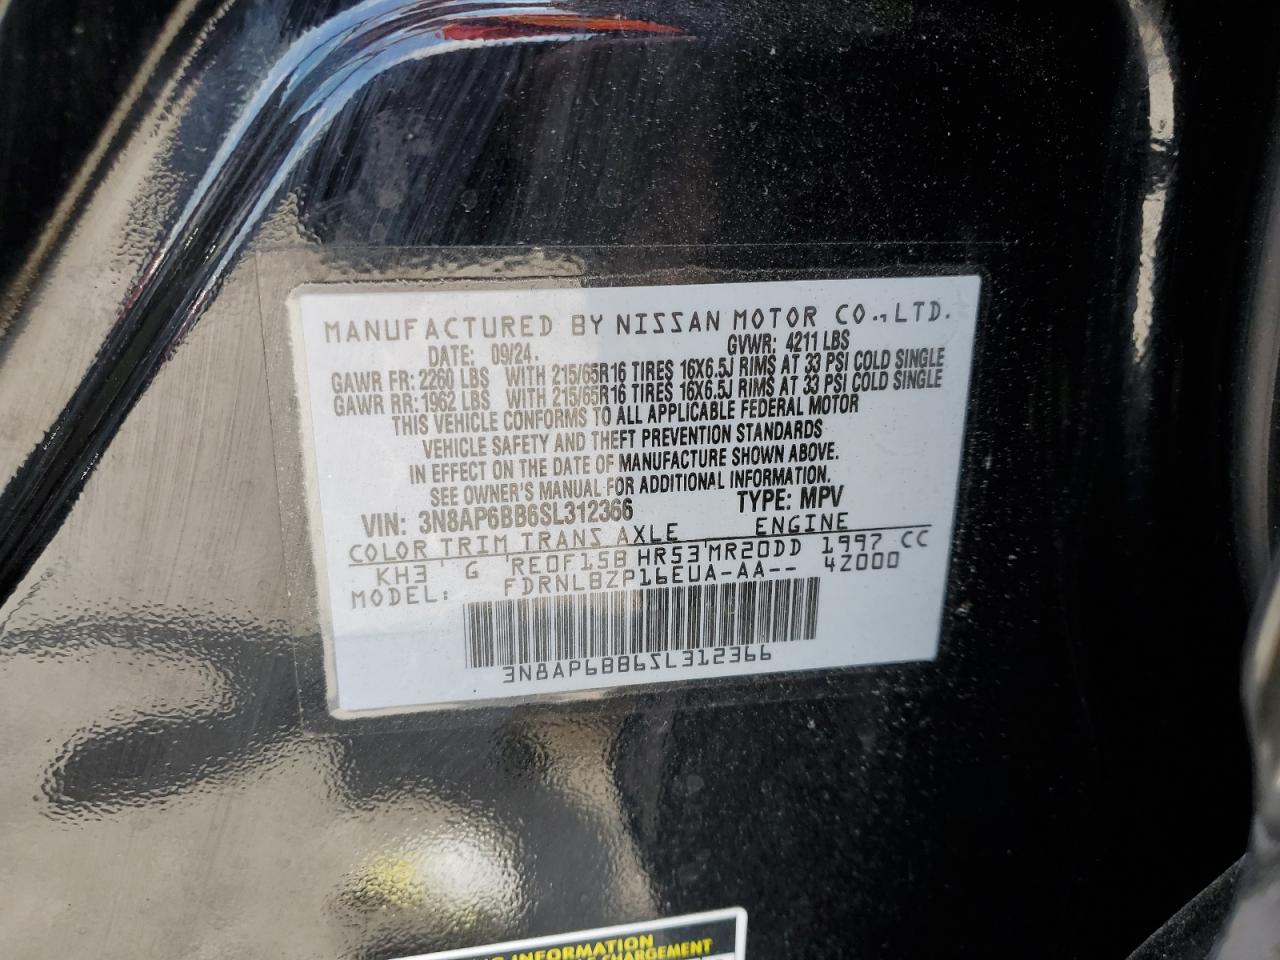 MANUFACTURED BY NISSAN MOTOR CO.,LTD.
DATE: 09/24. GVWR: 4211 LBS
GAWR FR: 2260 LBS WITH 215/65R16 TIRES 16X6.5J RIMS AT 33 PSI COLD SINGLE
GAWR RR: 1962 LBS WITH 215/65R16 TIRES 16X6.5J RIMS AT 33 PSI COLD SINGLE
THIS VEHICLE CONFORMS TO ALL APPLICABLE FEDERAL MOTOR
VEHICLE SAFETY AND THEFT PREVENTION STANDARDS
IN EFFECT ON THE DATE OF MANUFACTURE SHOWN ABOVE.
SEE OWNER'S MANUAL FOR ADDITIONAL INFORMATION.
VIN: 3N8AP6BB6SL312366 TYPE: MPV
COLOR TRIM TRANS AXLE ENGINE
KH3 G RE0F15B HR53 MR20DD 1997 CC
MODEL: FDRNLBZP16EUA-AA-- 4Z000
3N8AP6BB6SL312366
INFORMATION